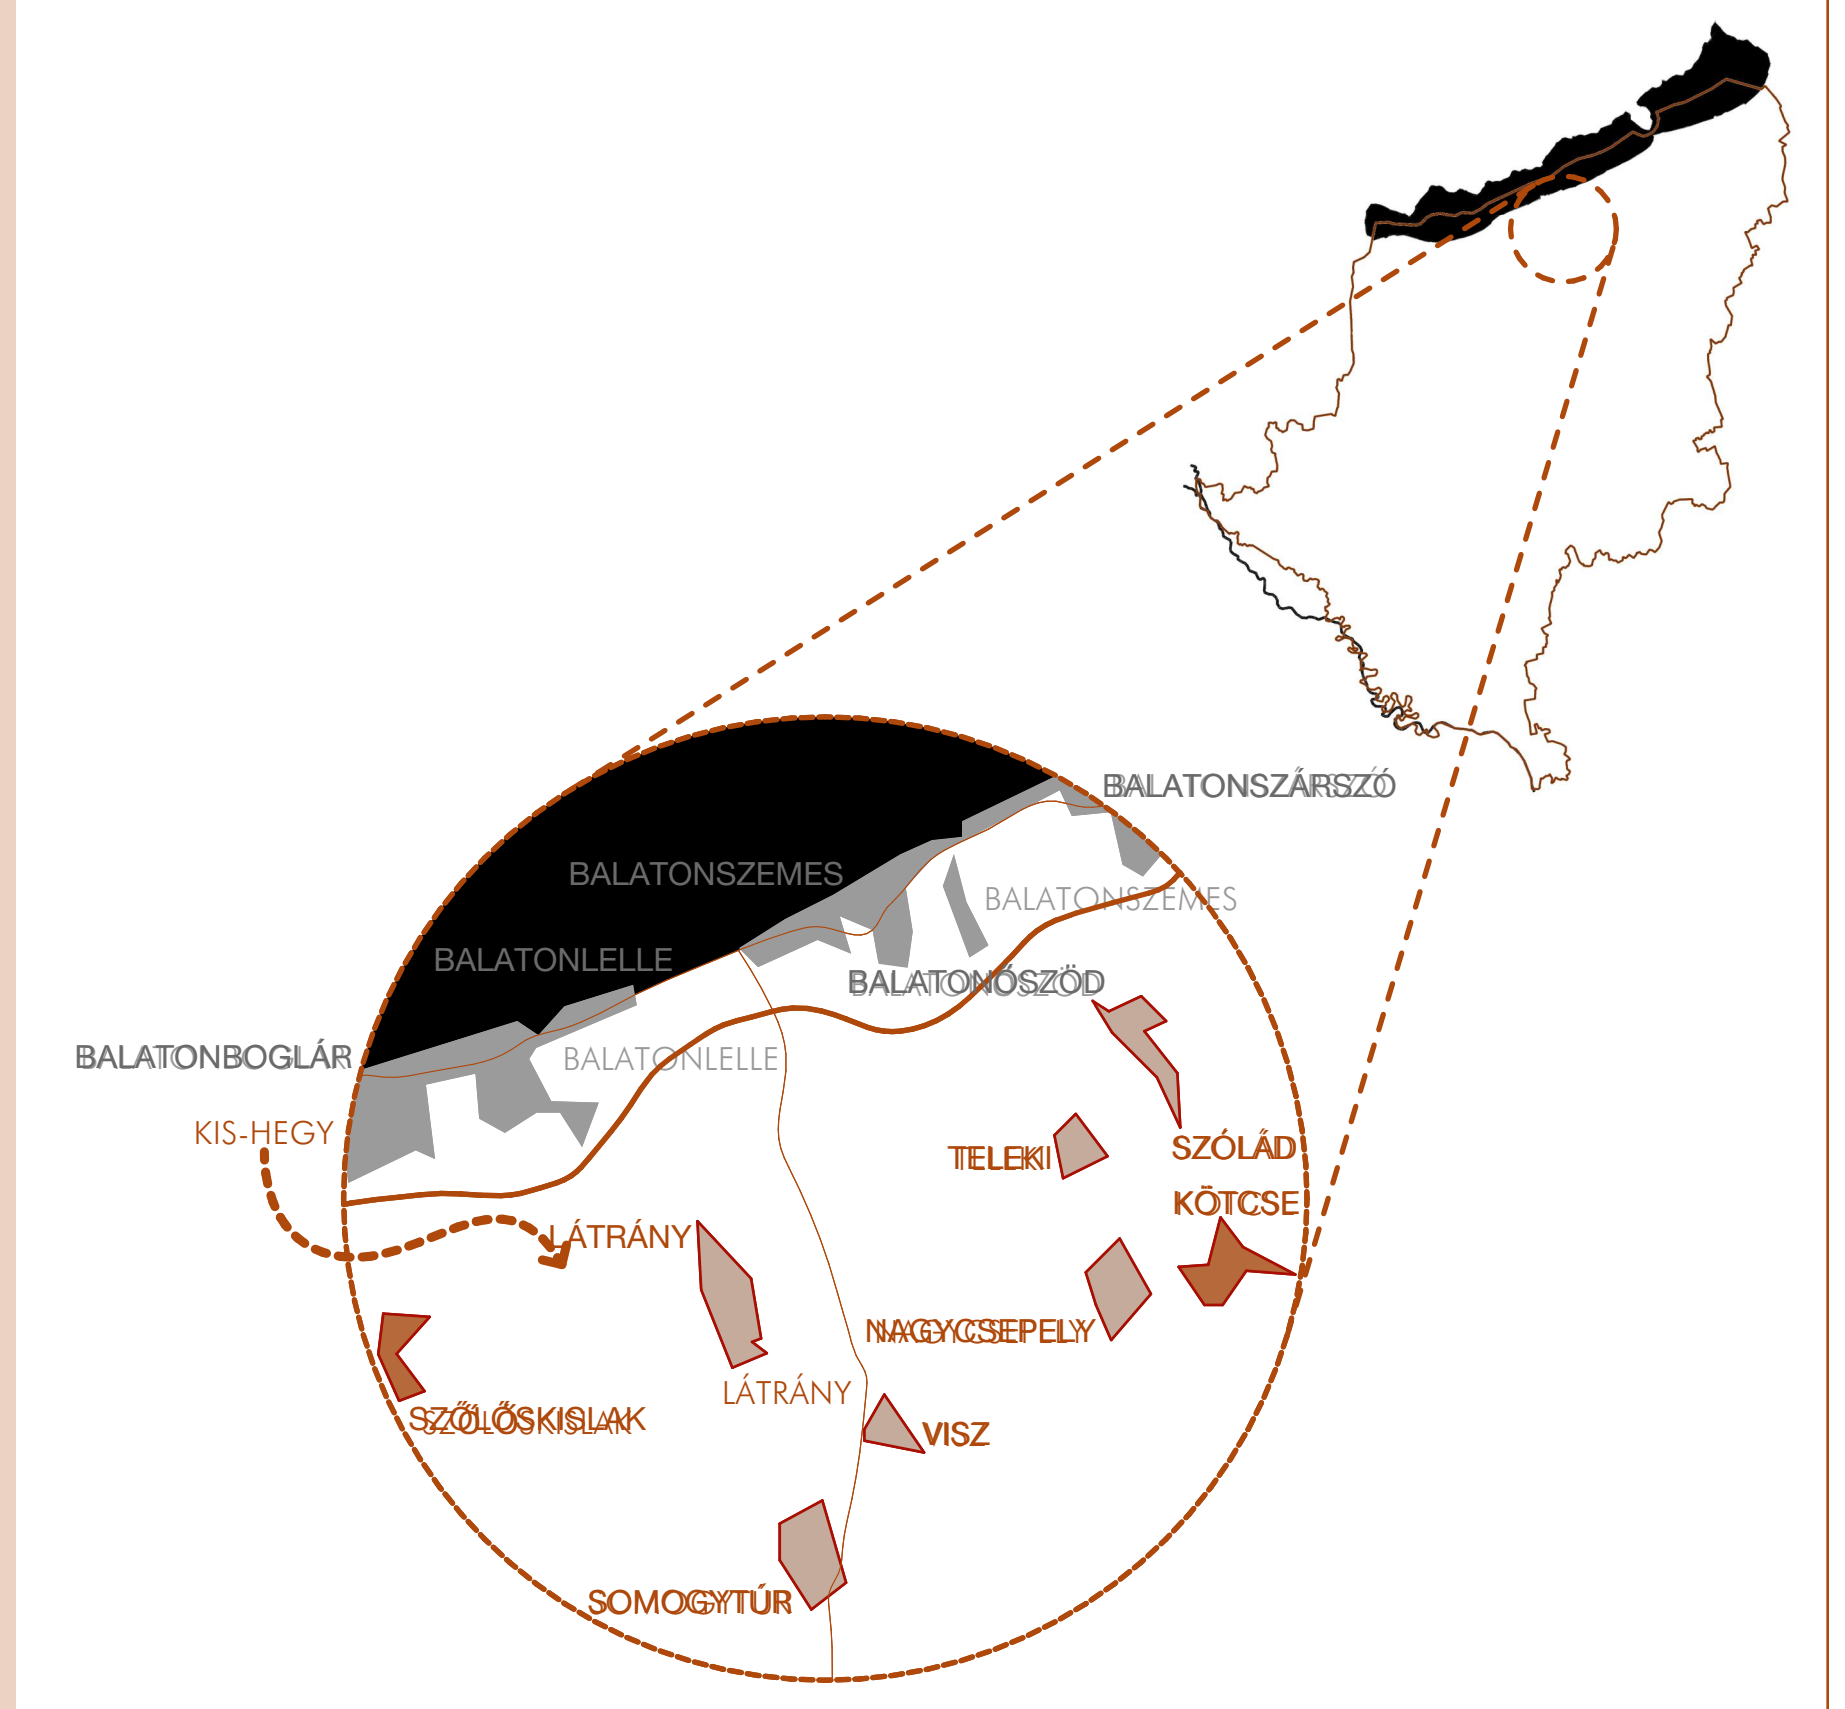 BALATONSZÁRSZÓ
BALATONSZEMES
BALATONSZEMES
BALATONLELLE
BALATONŐSZÖD
BALATONBOGLÁR
BALATONLELLE
KIS-HEGY
TELEKI
SZÓLÁD
KÖTCSE
LÁTRÁNY
NAGYCSEPELY
LÁTRÁNY
SZŐLŐSKISLAK
VISZ
SOMOGYTÚR